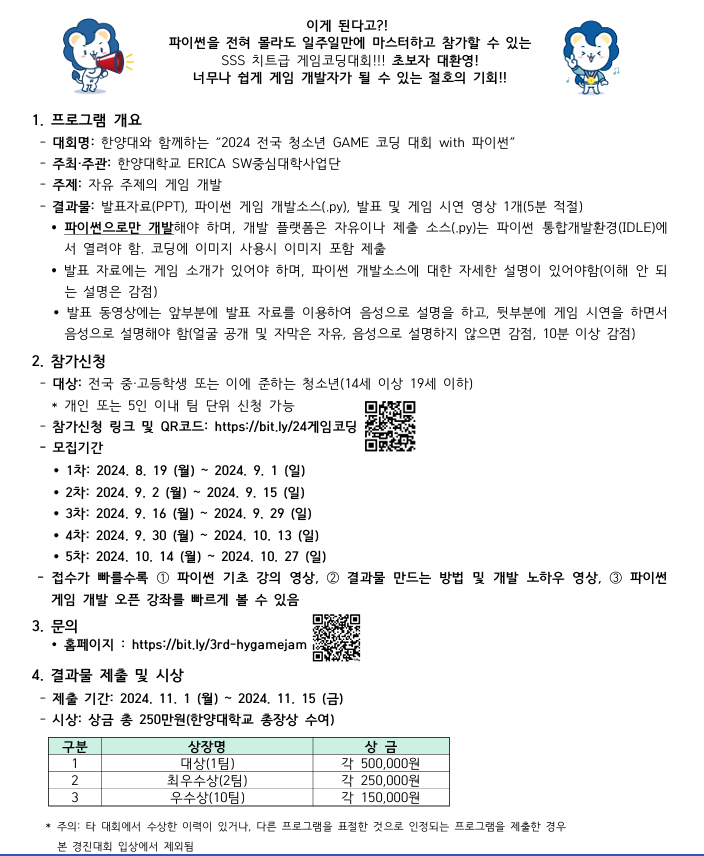 이게 된다고?!
파이썬을 전혀 몰라도 일주일만에 마스터하고 참가할 수 있는
SSS 치트급 게임코딩대회!!! 초보자 대환영!
너무나 쉽게 게임 개발자가 될 수 있는 절호의 기회!!
1. 프로그램 개요
- 대회명: 한양대와 함께하는 “2024 전국 청소년 GAME 코딩 대회 with 파이썬”
- 주최·주관: 한양대학교 ERICA SW중심대학사업단
- 주제: 자유 주제의 게임 개발
- 결과물: 발표자료(PPT), 파이썬 게임 개발소스(.py), 발표 및 게임 시연 영상 1개(5분 적절)
• 파이썬으로만 개발해야 하며, 개발 플랫폼은 자유이나 제출 소스(.py)는 파이썬 통합개발환경(IDLE)에
서 열려야 함. 코딩에 이미지 사용시 이미지 포함 제출
• 발표 자료에는 게임 소개가 있어야 하며, 파이썬 개발소스에 대한 자세한 설명이 있어야함(이해 안 되
는 설명은 감점)
• 발표 동영상에는 앞부분에 발표 자료를 이용하여 음성으로 설명을 하고, 뒷부분에 게임 시연을 하면서
음성으로 설명해야 함(얼굴 공개 및 자막은 자유, 음성으로 설명하지 않으면 감점, 10분 이상 감점)
2. 참가신청
- 대상: 전국 중·고등학생 또는 이에 준하는 청소년(14세 이상 19세 이하)
* 개인 또는 5인 이내 팀 단위 신청 가능
- 참가신청 링크 및 QR코드: https://bit.ly/24게임코딩
- 모집기간
• 1차: 2024. 8. 19 (월) ~ 2024. 9. 1 (일)
• 2차: 2024. 9. 2 (월) ~ 2024. 9. 15 (일)
• 3차: 2024. 9. 16 (월) ~ 2024. 9. 29 (일)
• 4차: 2024. 9. 30 (월) ~ 2024. 10. 13 (일)
• 5차: 2024. 10. 14 (월) ~ 2024. 10. 27 (일)
- 접수가 빠를수록 ① 파이썬 기초 강의 영상, ② 결과물 만드는 방법 및 개발 노하우 영상, ③ 파이썬
게임 개발 오픈 강좌를 빠르게 볼 수 있음
3. 문의
• 홈페이지 : https://bit.ly/3rd-hygamejam
4. 결과물 제출 및 시상
- 제출 기간: 2024. 11. 1 (월) ~ 2024. 11. 15 (금)
- 시상: 상금 총 250만원(한양대학교 총장상 수여)
구분 상장명 상 금
1 대상(1팀) 각 500,000원
2 최우수상(2팀) 각 250,000원
3 우수상(10팀) 각 150,000원
* 주의: 타 대회에서 수상한 이력이 있거나, 다른 프로그램을 표절한 것으로 인정되는 프로그램을 제출한 경우
본 경진대회 입상에서 제외됨